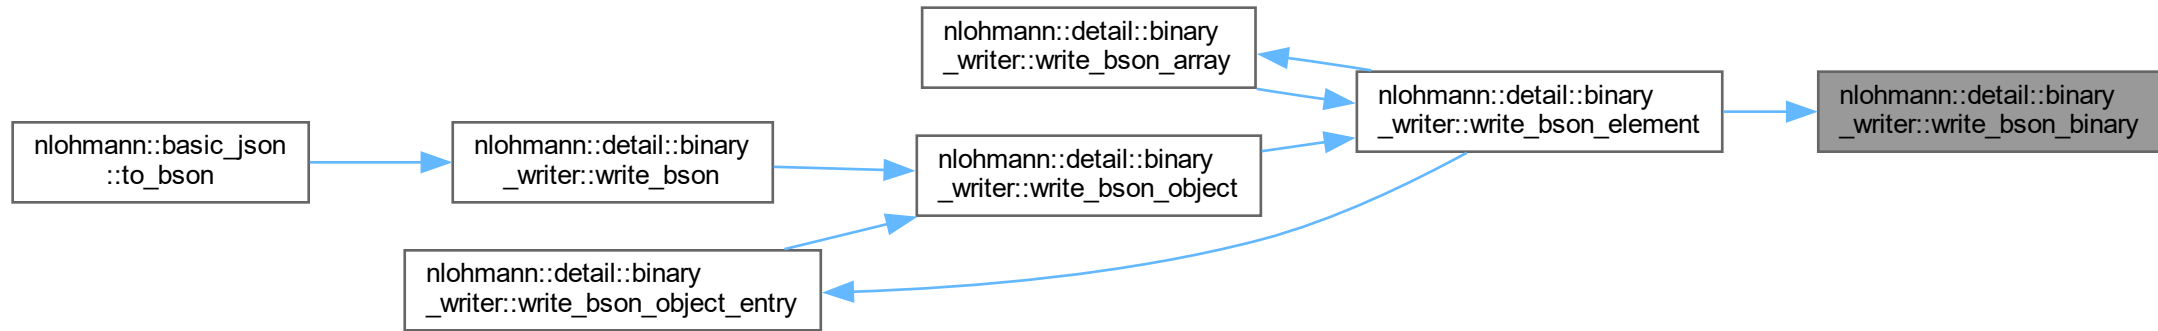 nlohmann::detail::binary
_writer::write_bson_array
nlohmann::detail::binary
_writer::write_bson_element
nlohmann::detail::binary
_writer::write_bson_binary
nlohmann::basic_json
::to_bson
nlohmann::detail::binary
_writer::write_bson
nlohmann::detail::binary
_writer::write_bson_object
nlohmann::detail::binary
_writer::write_bson_object_entry